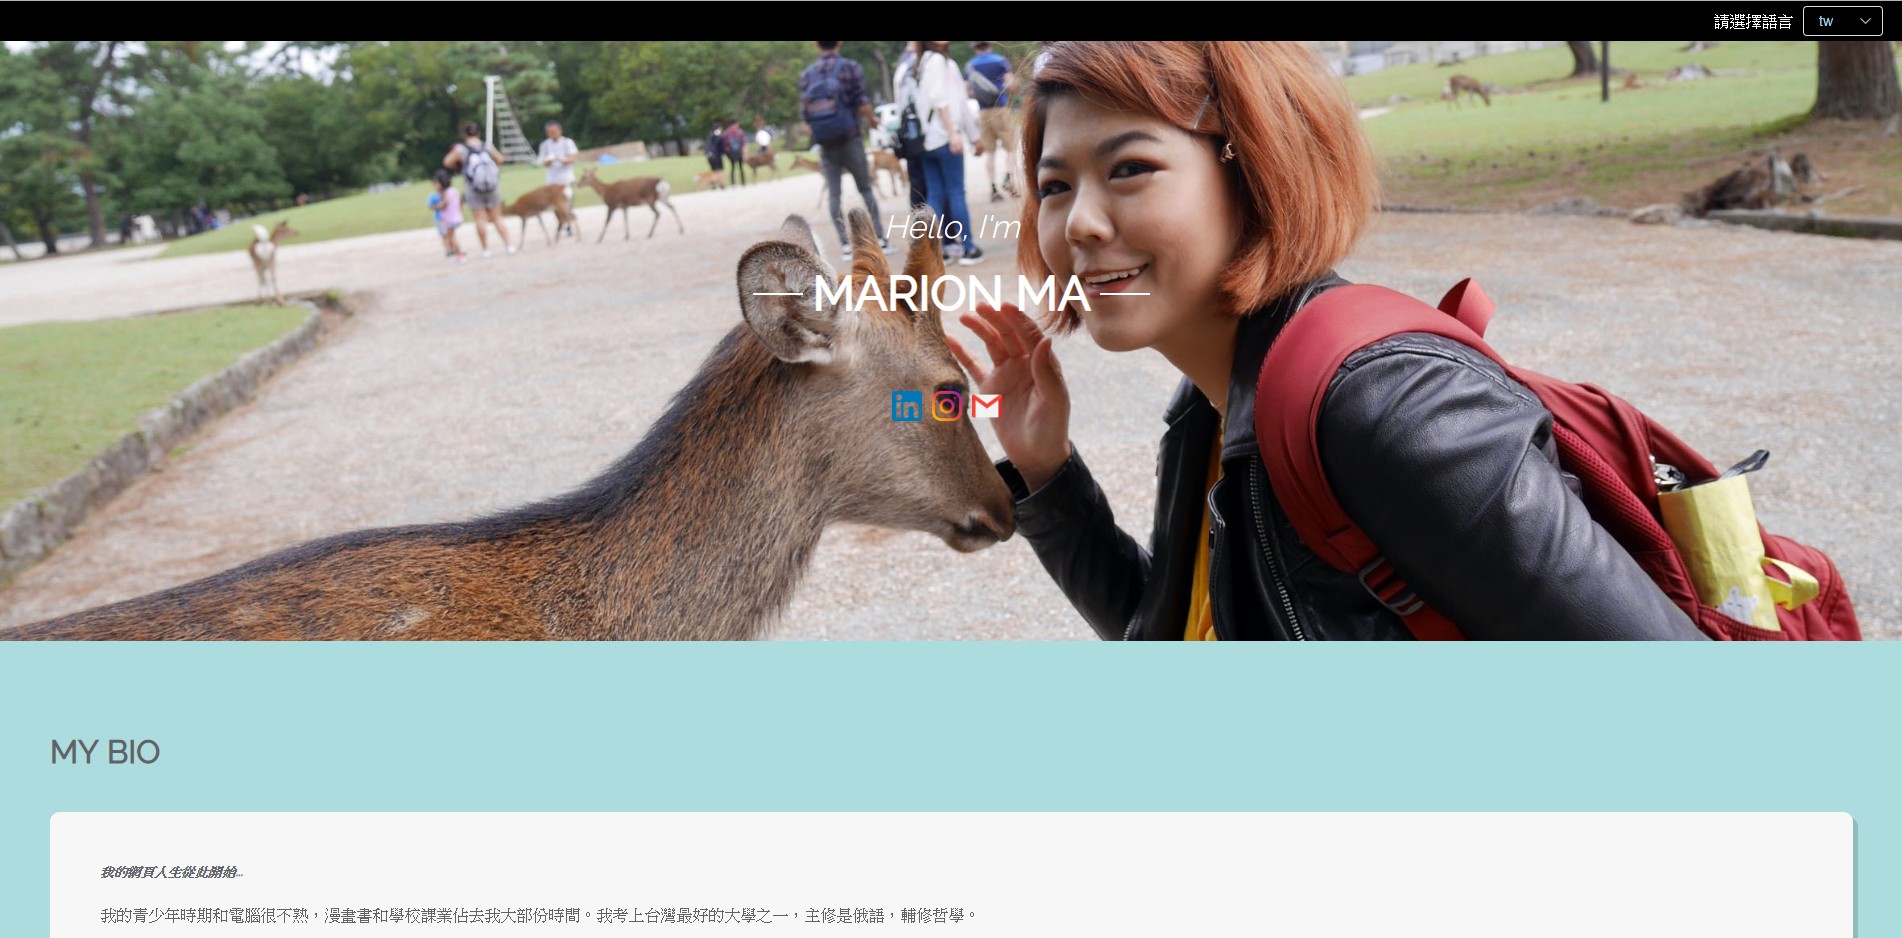 請選擇語言 tw
Hello, I'm
MARION MA
MY BIO
我的網頁人生從此開始...
我的青少年時期和電腦很不熟，漫畫書和學校課業佔去我大部份時間。我考上台灣最好的大學之一，主修是俄語，輔修哲學。